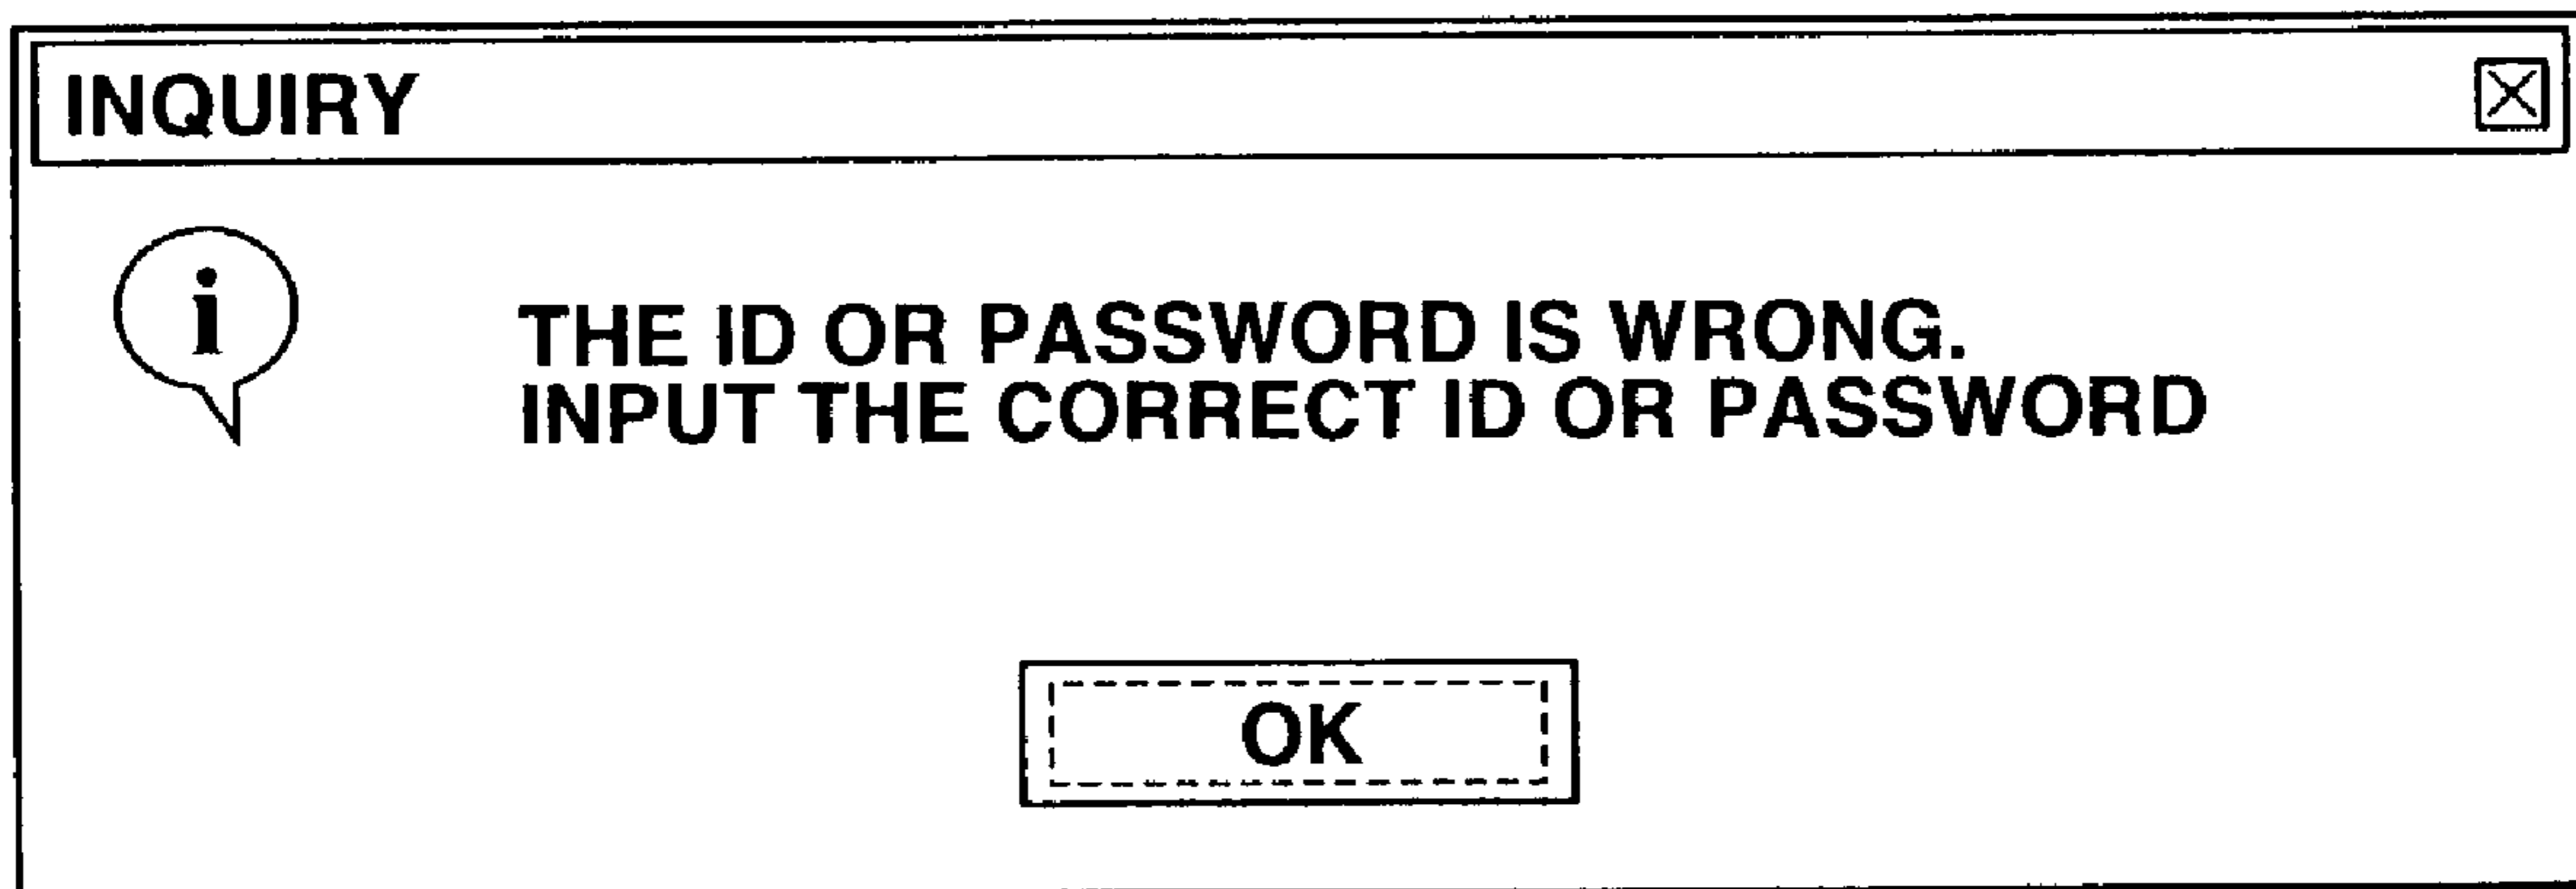 INQUIRY
i
THE ID OR PASSWORD IS WRONG.
INPUT THE CORRECT ID OR PASSWORD
OK